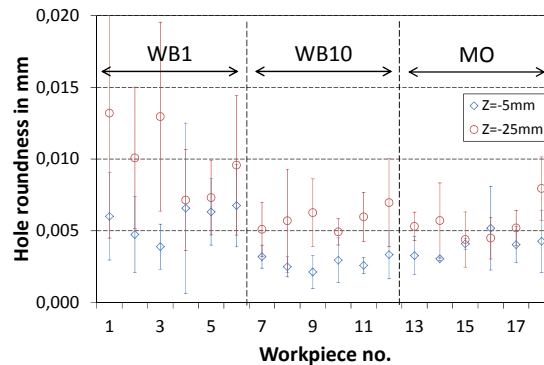 Hole roundness in mm
0,020
0,015
0,010
0,005
0,000
WB1 WB10 MO
Z=-5mm
Z=-25mm
1 3 5 7 9 11 13 15 17
Workpiece no.